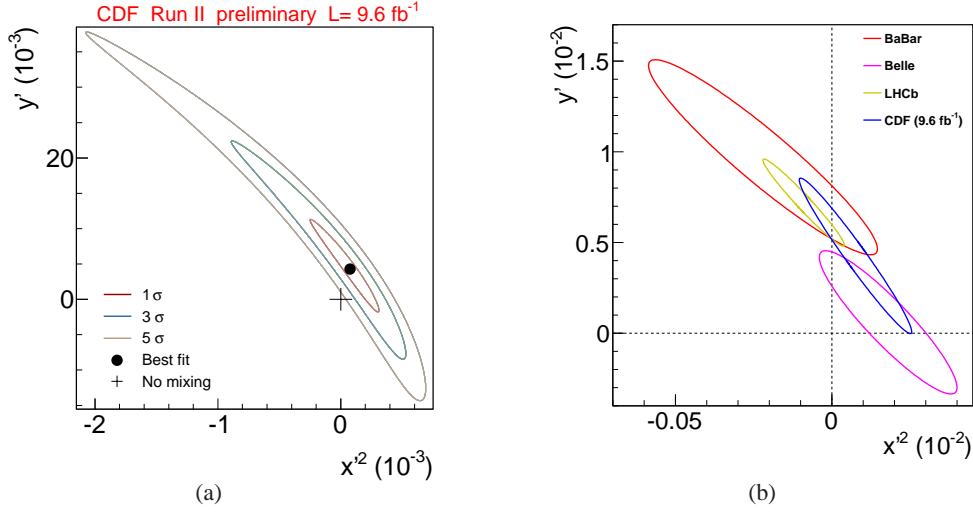 CDF Run II preliminary L= 9.6 fb⁻¹
y' (10⁻³)
20
0
1 σ
3 σ
5 σ
Best fit
No mixing
-2 -1 0
x'² (10⁻³)
(a)
y' (10⁻²)
1.5
1
0.5
0
BaBar
Belle
LHCb
CDF (9.6 fb⁻¹)
-0.05 0
x'² (10⁻²)
(b)